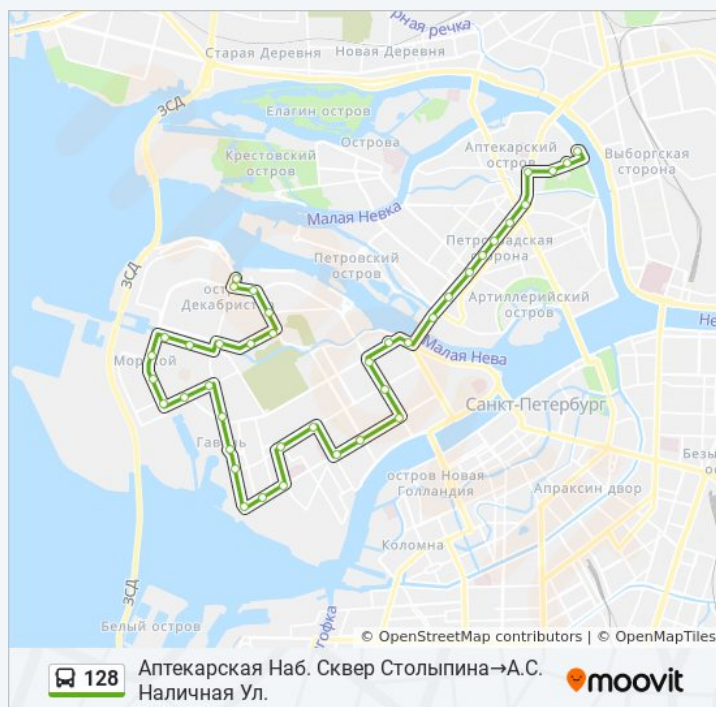 рная речка
Старая Деревня
Новая Деревня
ЗСД
Елагин остров
Острова
Аптекарский
остров
Выборгская
сторона
Крестовский
остров
Малая Невка
Петроградская
сторона
Петровский
остров
ЗСД
Декабристов
Артиллерийский
остров
Не
Морской
Малая Нева
Санкт-Петербург
Гавань
Безы
остров Новая
Голландия
Апраксин двор
Коломна
ЗСД
Белый остров
гофка
© OpenStreetMap contributors | © OpenMapTiles
128
Аптекарская Наб. Сквер Столыпина→А.С.
Наличная Ул.
moovit